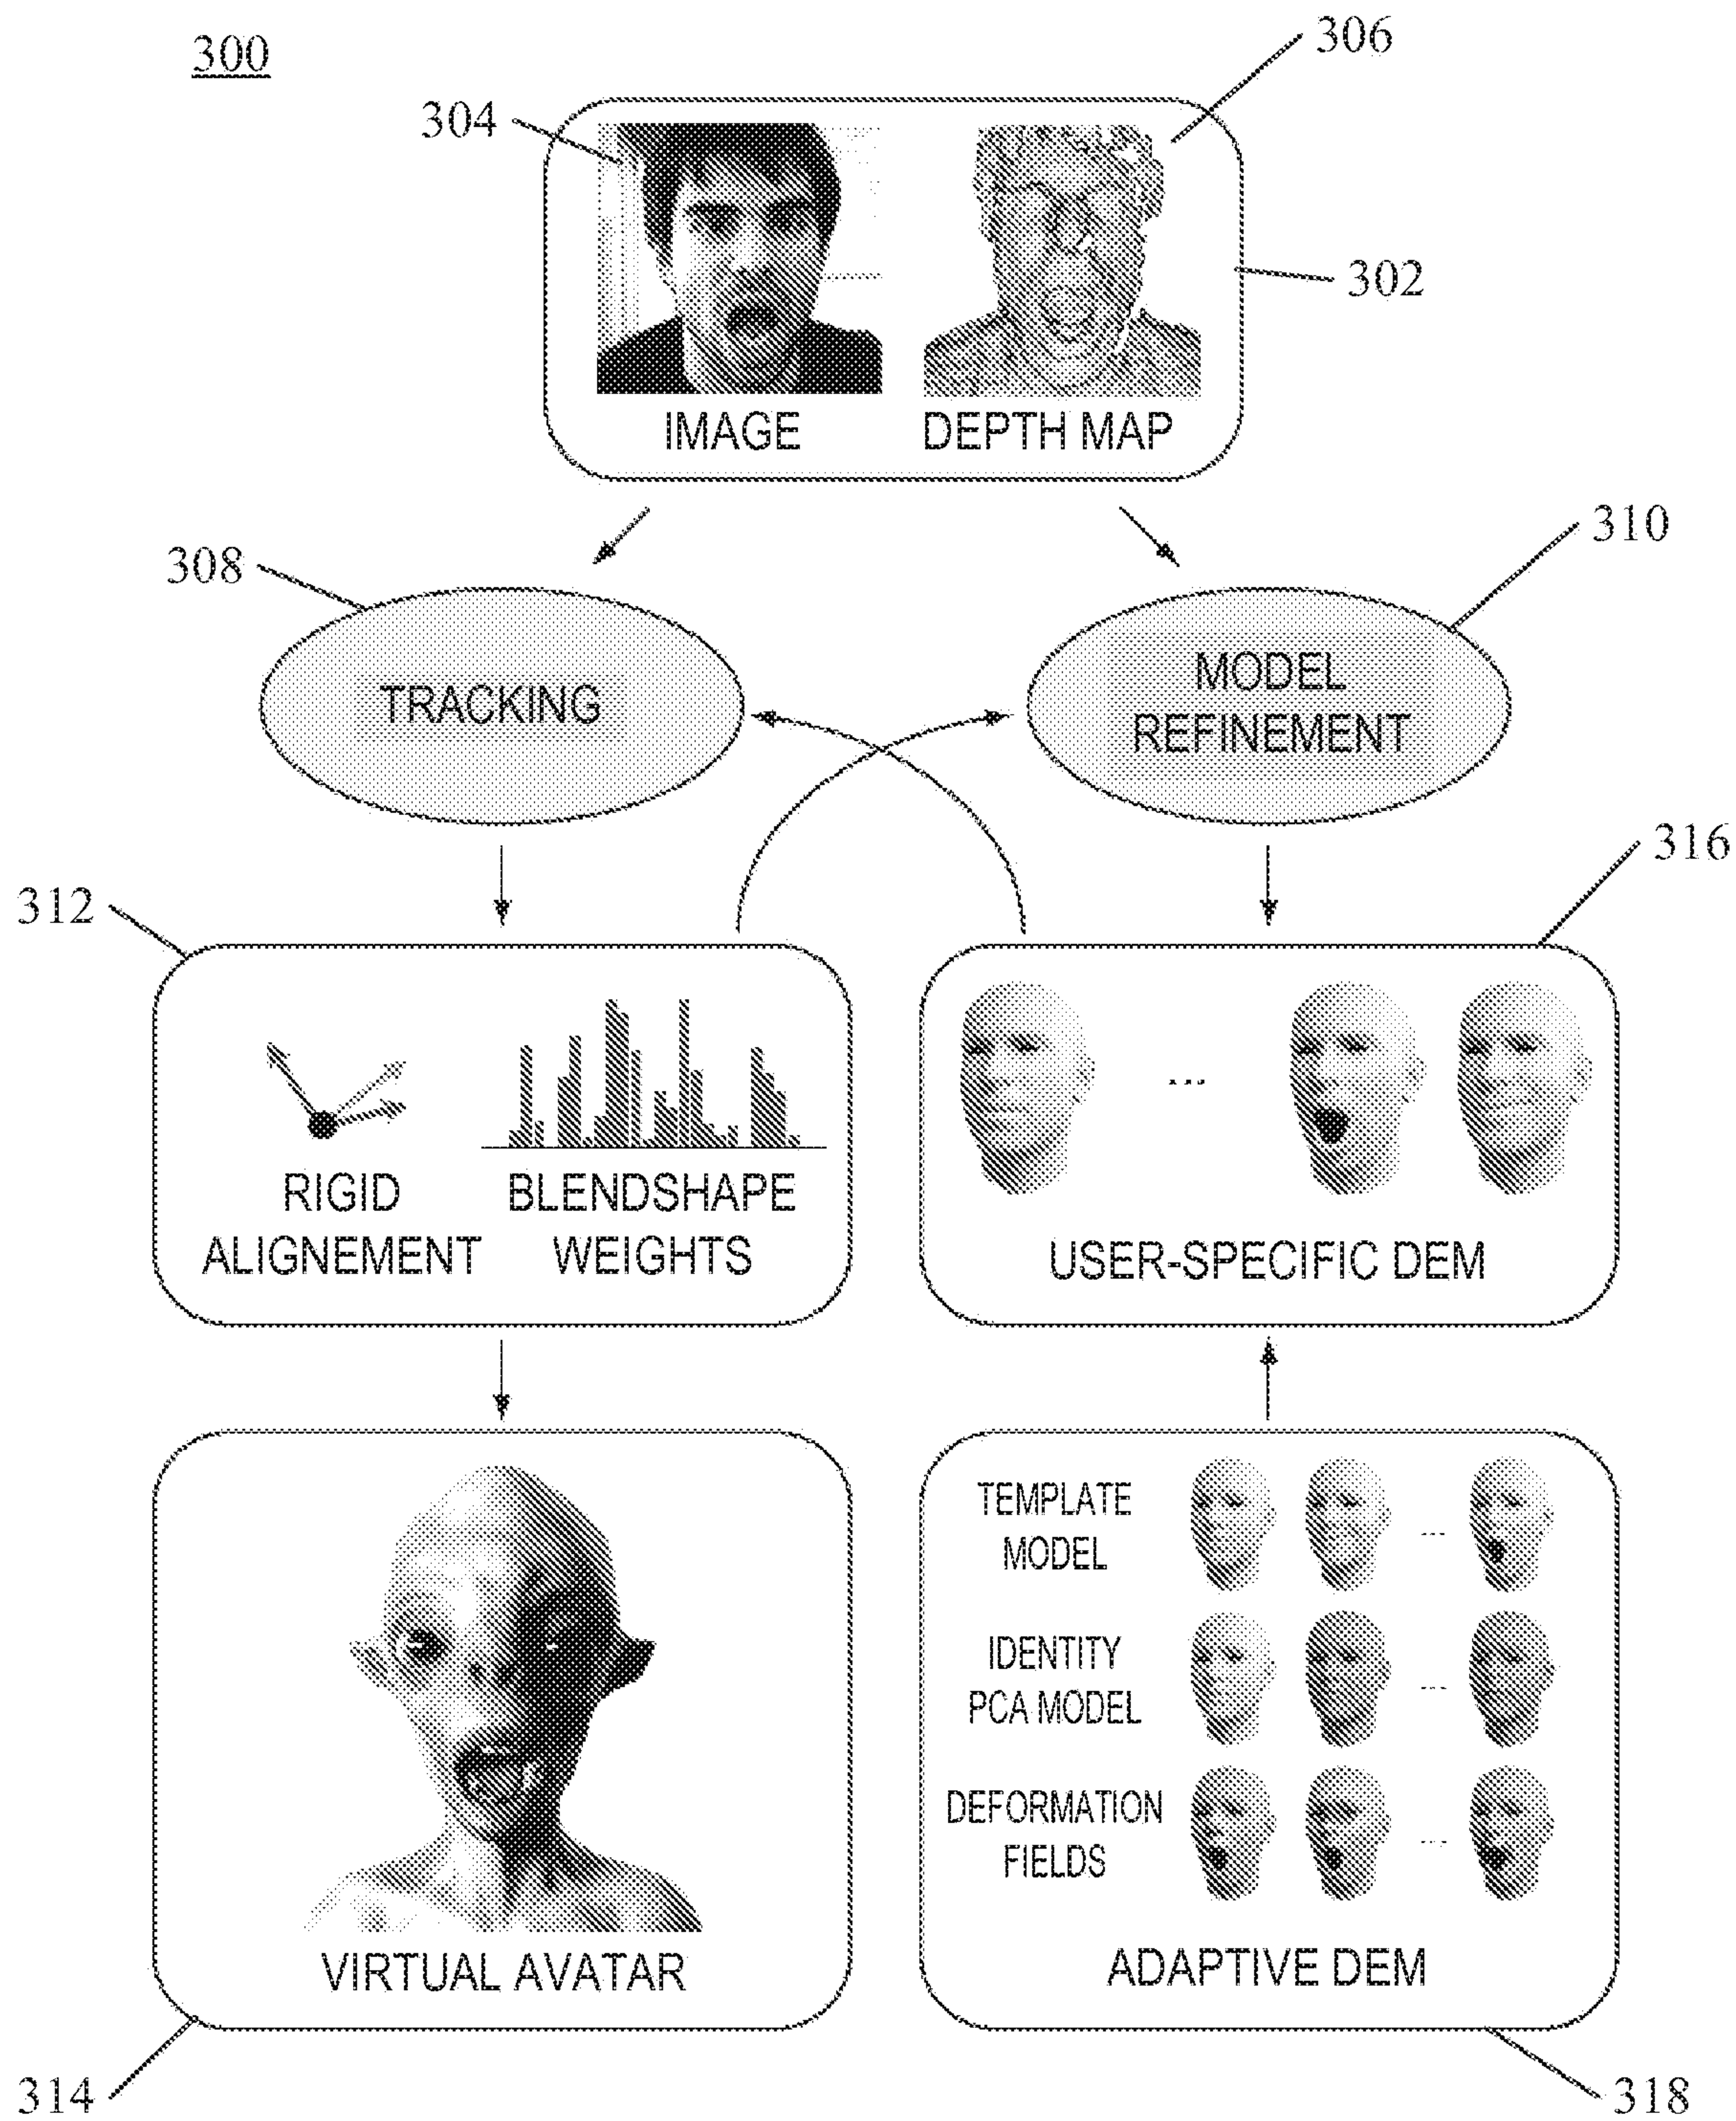 300
306
304
302
IMAGE
DEPTH MAP
310
308
TRACKING
MODEL
REFINEMENT
316
312
RIGID
ALIGNEMENT
BLENDSHAPE
WEIGHTS
...
USER-SPECIFIC DEM
TEMPLATE
MODEL
...
IDENTITY
PCA MODEL
...
DEFORMATION
FIELDS
...
VIRTUAL AVATAR
ADAPTIVE DEM
314
318